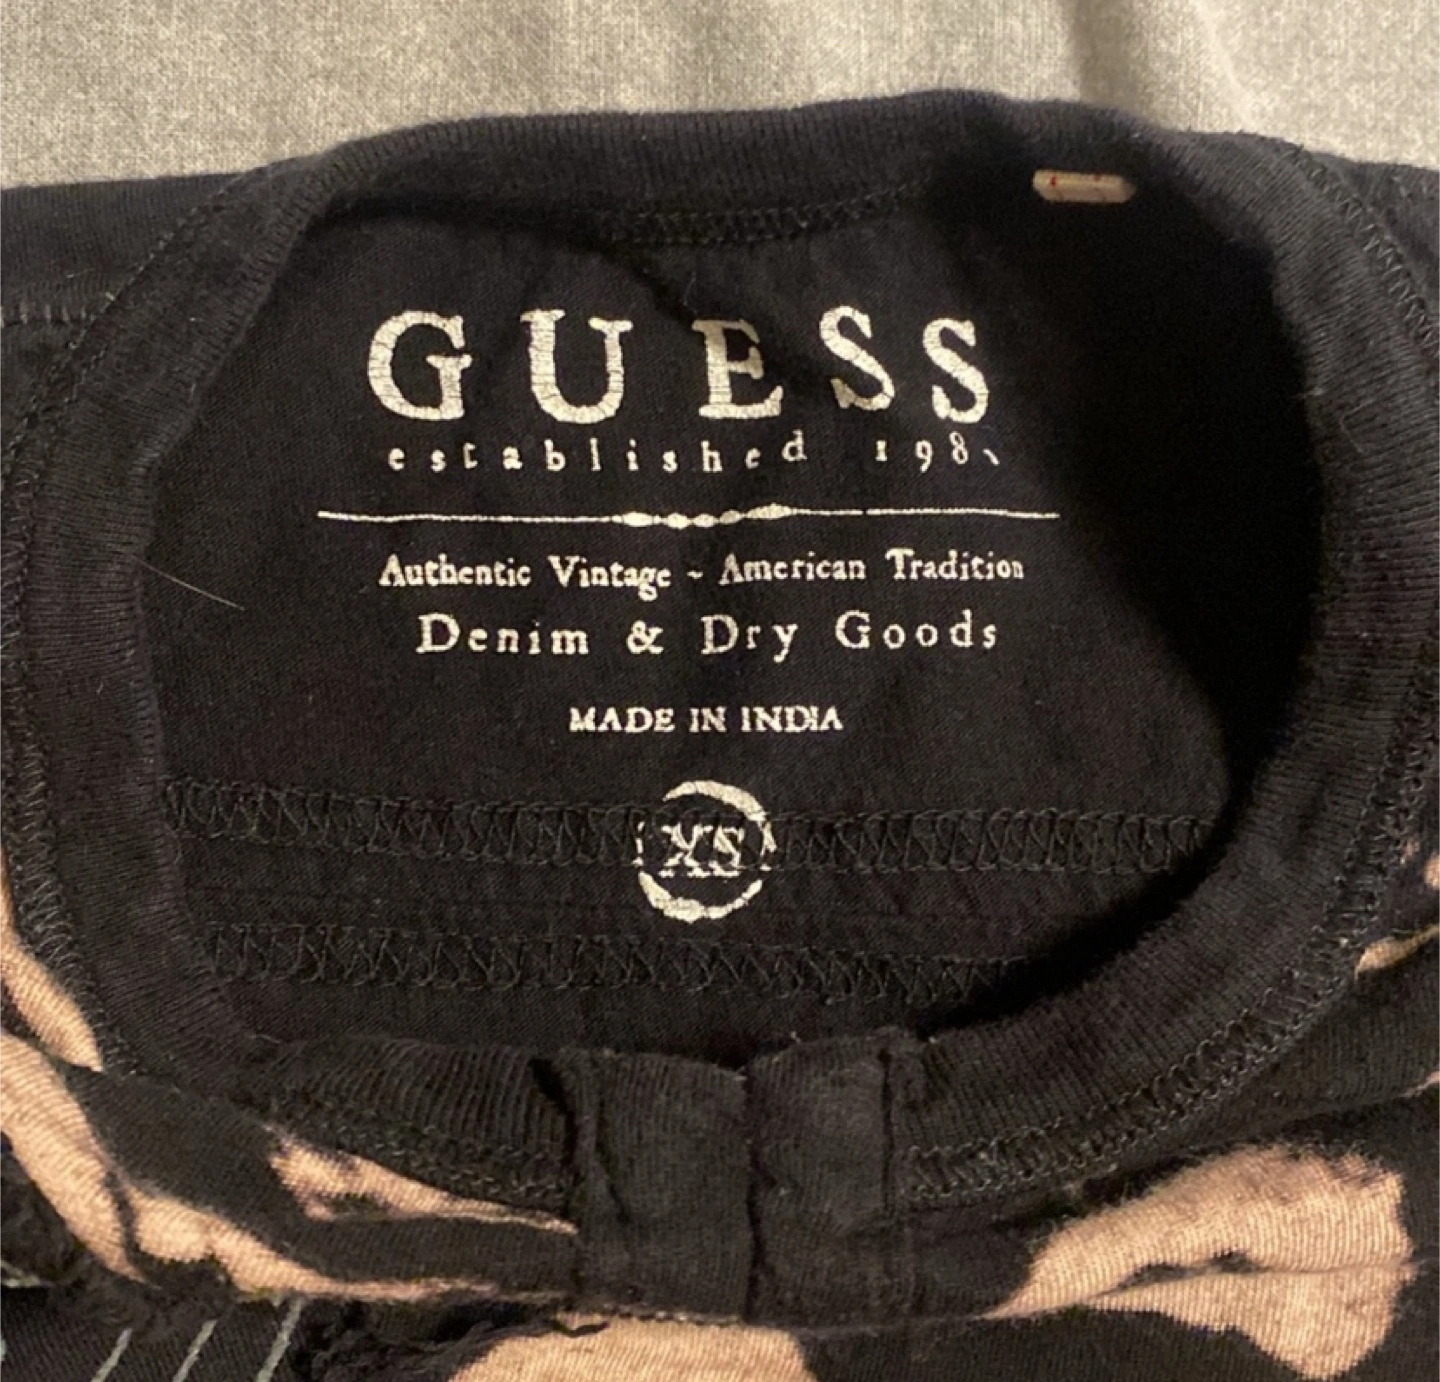 GUESS
established 198
Authentic Vintage ~ American Tradition
Denim & Dry Goods
MADE IN INDIA
XS